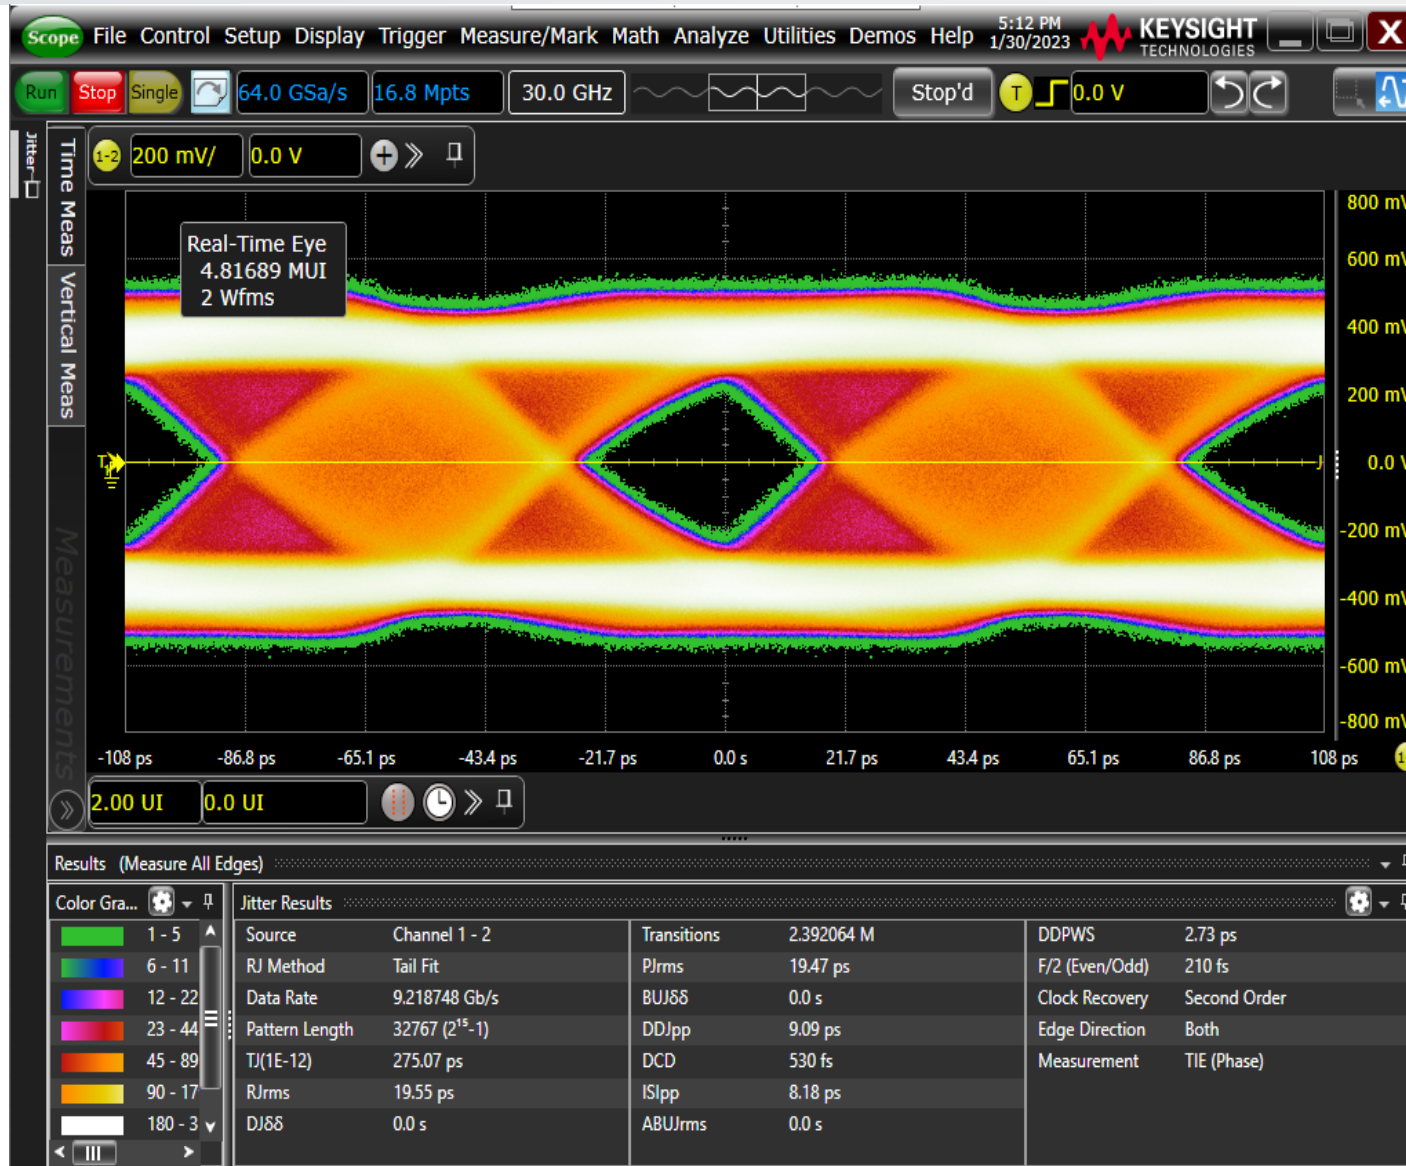 Scope File Control Setup Display Trigger Measure/Mark Math Analyze Utilities Demos Help 5:12 PM 1/30/2023 KEYSIGHT TECHNOLOGIES X
Run Stop Single 64.0 GSa/s 16.8 Mpts 30.0 GHz Stop'd T 0.0 V
Jitter
Time Meas
Vertical Meas
Measurements
1-2 200 mV/ 0.0 V
Real-Time Eye
4.81689 MUI
2 Wfms
800 mV
600 mV
400 mV
200 mV
0.0 V
-200 mV
-400 mV
-600 mV
-800 mV
T
-108 ps -86.8 ps -65.1 ps -43.4 ps -21.7 ps 0.0 s 21.7 ps 43.4 ps 65.1 ps 86.8 ps 108 ps
2.00 UI 0.0 UI
Results (Measure All Edges)
Color Gra...
1 - 5
6 - 11
12 - 22
23 - 44
45 - 89
90 - 17
180 - 3
Jitter Results
Source Channel 1 - 2 Transitions 2.392064 M DDPWS 2.73 ps
RJ Method Tail Fit PJrms 19.47 ps F/2 (Even/Odd) 210 fs
Data Rate 9.218748 Gb/s BUJδδ 0.0 s Clock Recovery Second Order
Pattern Length 32767 (2¹⁵-1) DDJpp 9.09 ps Edge Direction Both
TJ(1E-12) 275.07 ps DCD 530 fs Measurement TIE (Phase)
RJrms 19.55 ps ISIpp 8.18 ps
DJδδ 0.0 s ABUJrms 0.0 s